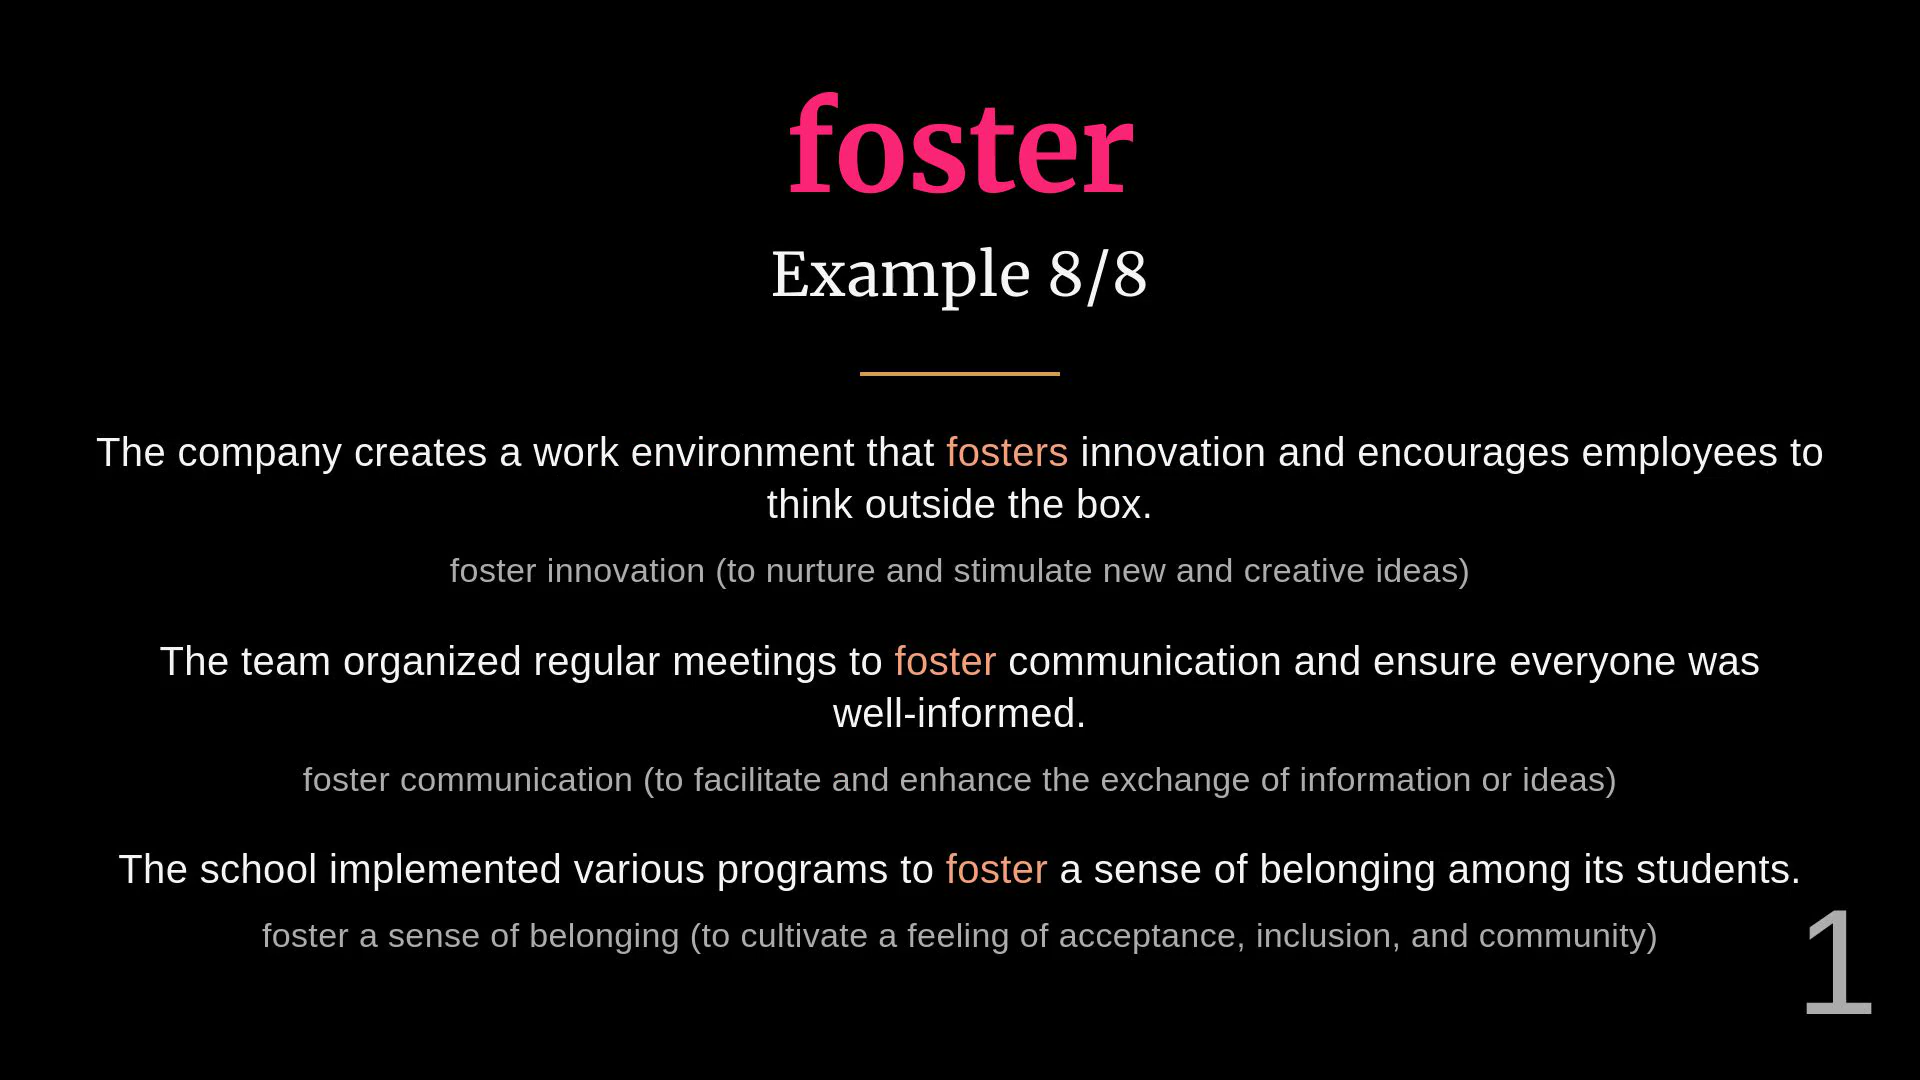 foster
Example 8/8
The company creates a work environment that fosters innovation and encourages employees to
think outside the box.
foster innovation (to nurture and stimulate new and creative ideas)
The team organized regular meetings to foster communication and ensure everyone was
well-informed.
foster communication (to facilitate and enhance the exchange of information or ideas)
The school implemented various programs to foster a sense of belonging among its students.
foster a sense of belonging (to cultivate a feeling of acceptance, inclusion, and community)
1